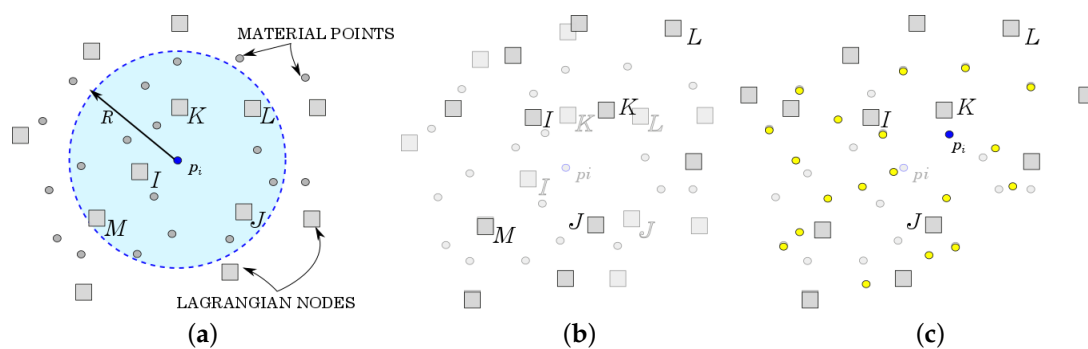 MATERIAL POINTS
R
K
L
p_i
I
M
J
LAGRANGIAN NODES
(a)
L
K
I
K
L
pi
I
M
J
J
(b)
L
K
I
p_i
pi
J
(c)